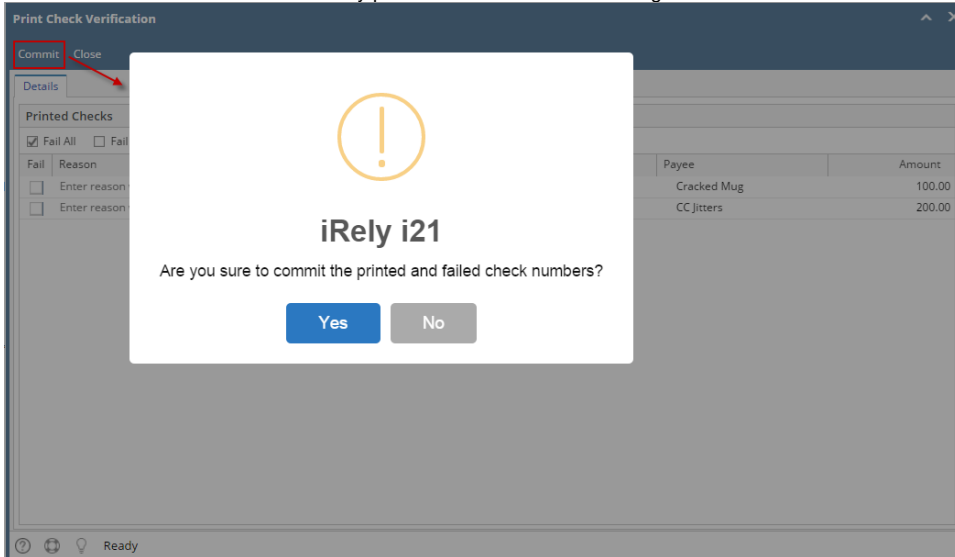 Print Check Verification
Commit Close
Details
Printed Checks
Fail All Fail
Fail Reason Payee Amount
Enter reason Cracked Mug 100.00
Enter reason CC Jitters 200.00
iRely i21
Are you sure to commit the printed and failed check numbers?
Yes No
Ready